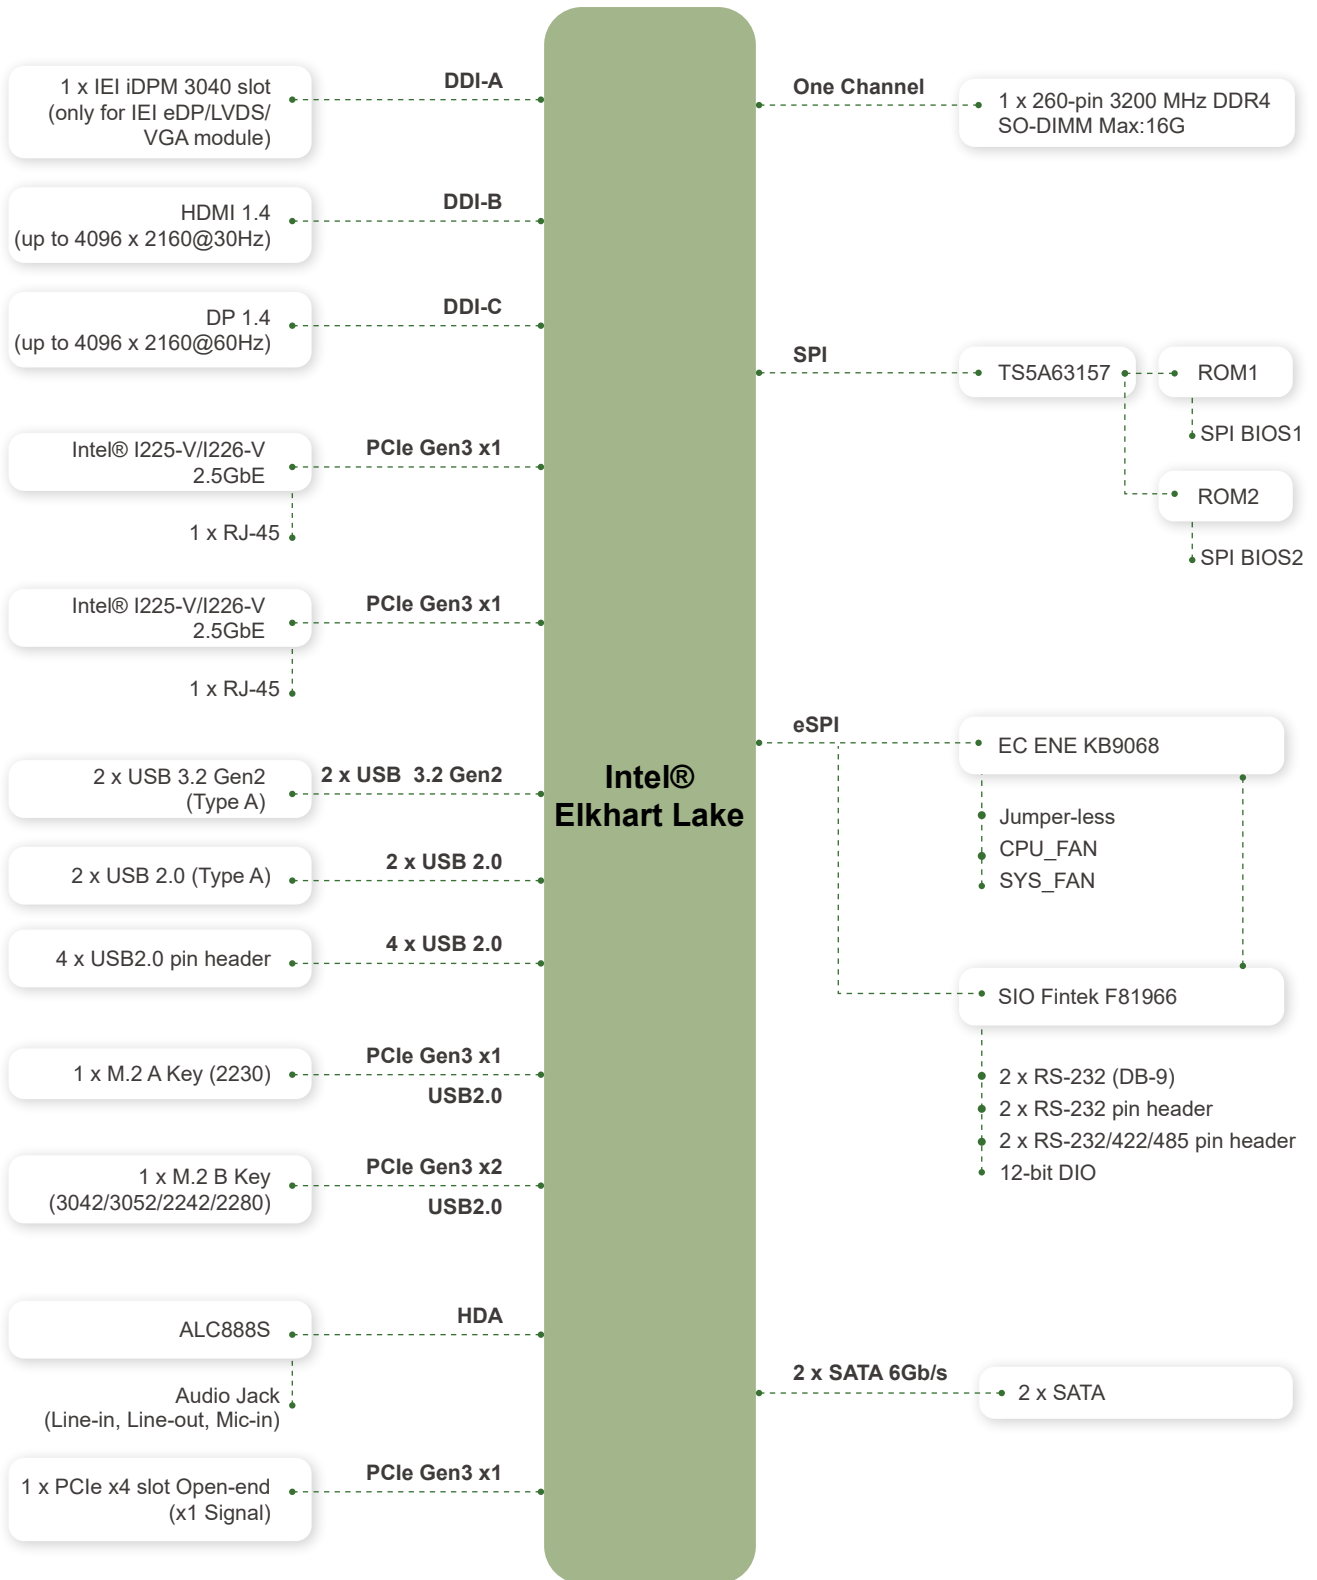 1 x IEI iDPM 3040 slot
(only for IEI eDP/LVDS/
VGA module)
DDI-A
HDMI 1.4
(up to 4096 x 2160@30Hz)
DDI-B
DP 1.4
(up to 4096 x 2160@60Hz)
DDI-C
Intel® I225-V/I226-V
2.5GbE
PCIe Gen3 x1
1 x RJ-45
Intel® I225-V/I226-V
2.5GbE
PCIe Gen3 x1
1 x RJ-45
2 x USB 3.2 Gen2
(Type A)
2 x USB  3.2 Gen2
2 x USB 2.0 (Type A)
2 x USB 2.0
4 x USB2.0 pin header
4 x USB 2.0
1 x M.2 A Key (2230)
PCIe Gen3 x1
USB2.0
1 x M.2 B Key
(3042/3052/2242/2280)
PCIe Gen3 x2
USB2.0
ALC888S
HDA
Audio Jack
(Line-in, Line-out, Mic-in)
1 x PCIe x4 slot Open-end
(x1 Signal)
PCIe Gen3 x1
Intel®
Elkhart Lake
One Channel
1 x 260-pin 3200 MHz DDR4
SO-DIMM Max:16G
SPI
TS5A63157
ROM1
SPI BIOS1
ROM2
SPI BIOS2
eSPI
EC ENE KB9068
Jumper-less
CPU_FAN
SYS_FAN
SIO Fintek F81966
2 x RS-232 (DB-9)
2 x RS-232 pin header
2 x RS-232/422/485 pin header
12-bit DIO
2 x SATA 6Gb/s
2 x SATA